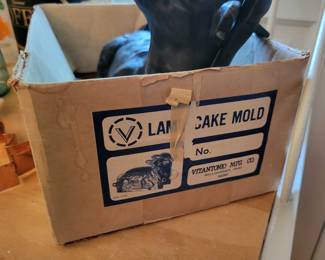 V
LAM CAKE MOLD
No.
VITANTONIO MFG. CO.